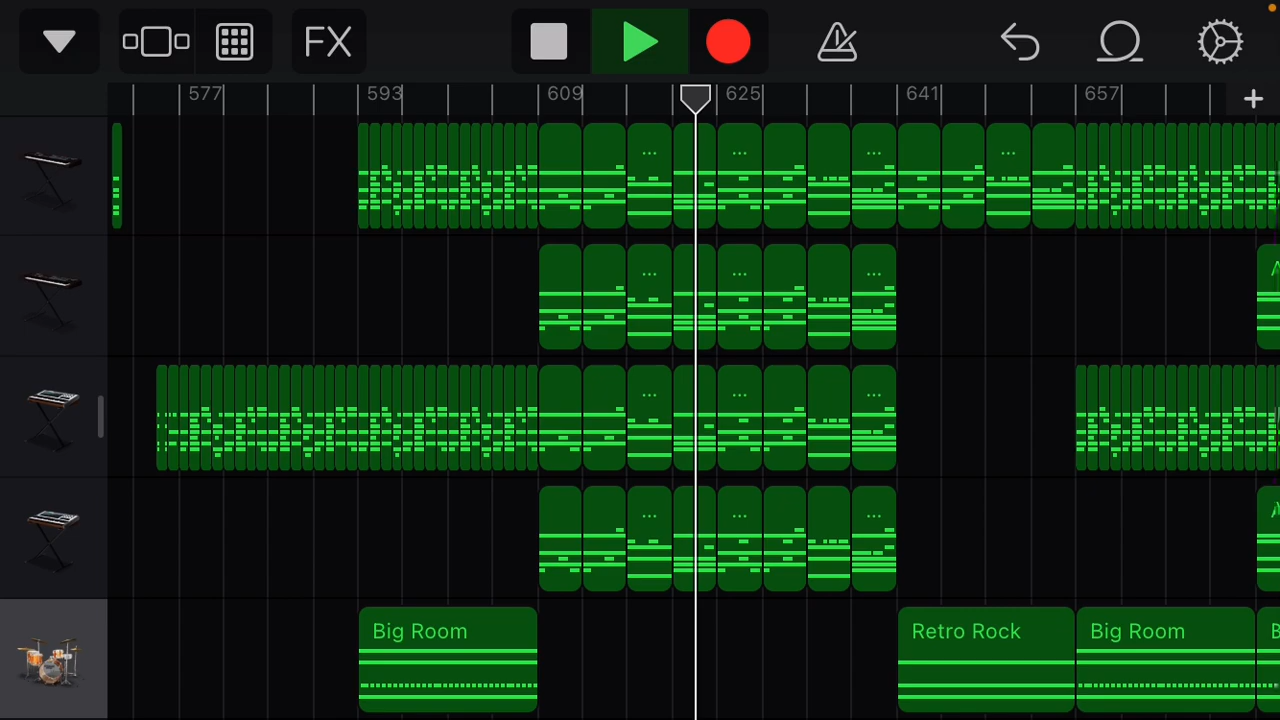 FX
577 593 609 625 641 657
... ... ... ...
... ... ...
A
... ... ...
... ... ...
Big Room Retro Rock Big Room B